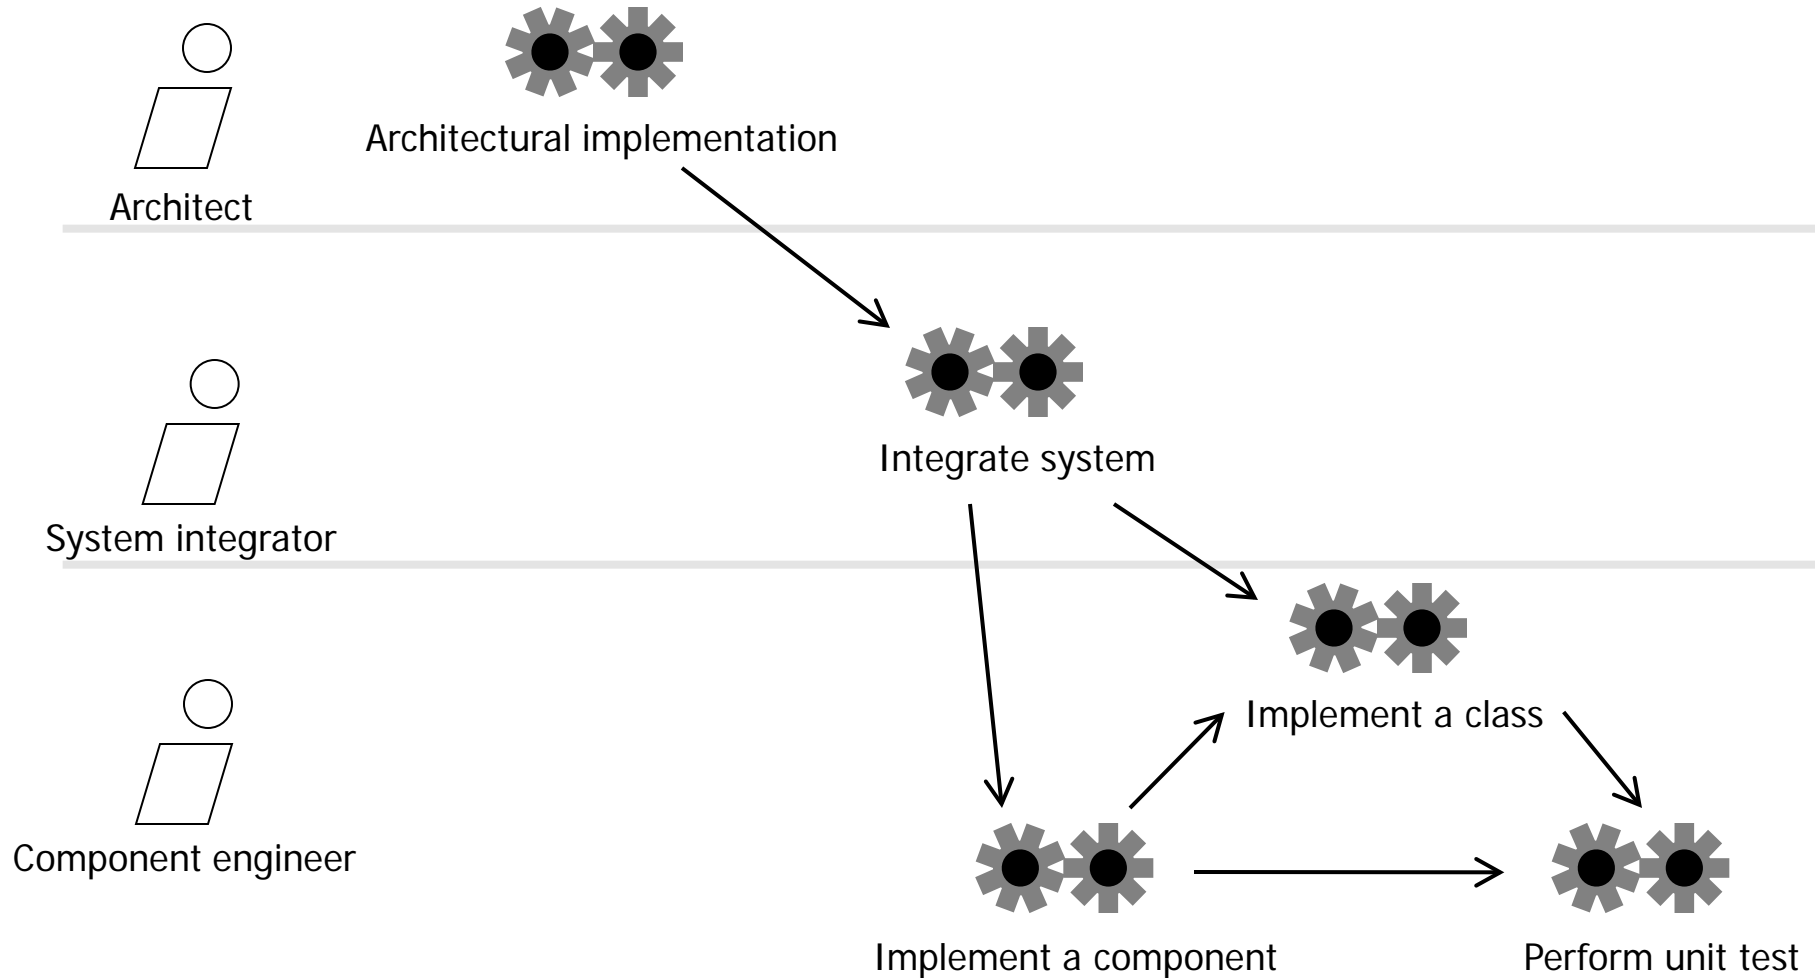 Architectural implementation
Architect
Integrate system
System integrator
Implement a class
Component engineer
Implement a component
Perform unit test